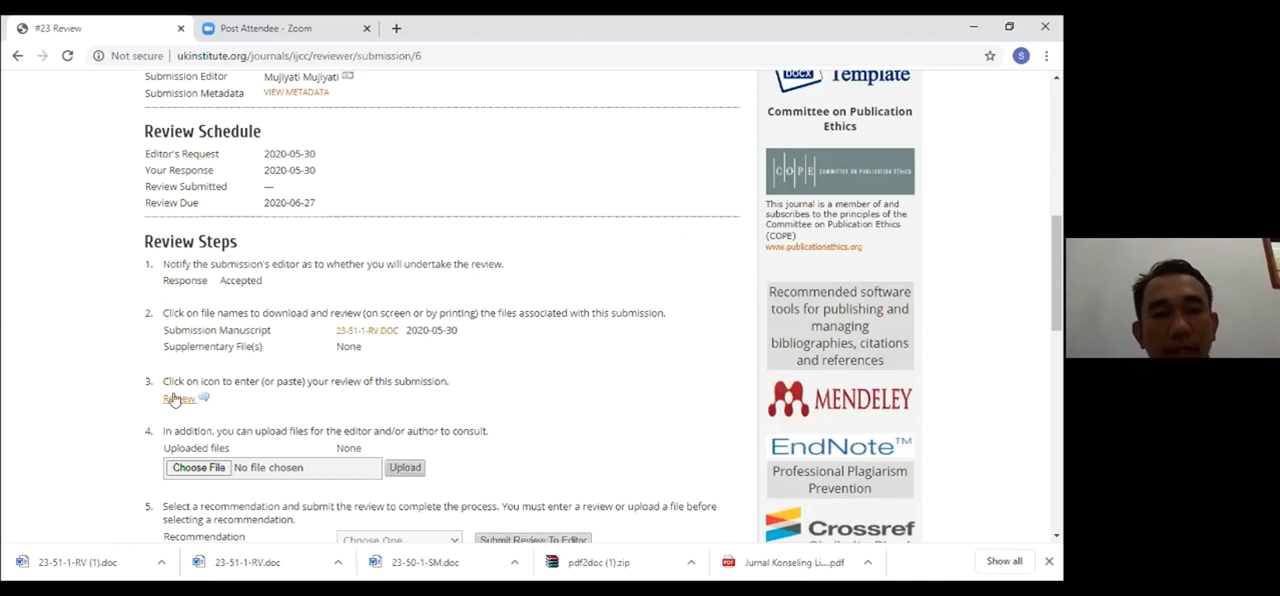 #23 Review
Post Attendee - Zoom
Not secure
ukinstitute.org/journals/ijcc/reviewer/submission/6
S
Submission Editor Mujiyati Mujiyati
Submission Metadata VIEW METADATA
Review Schedule
Editor's Request 2020-05-30
Your Response 2020-05-30
Review Submitted —
Review Due 2020-06-27
Review Steps
1. Notify the submission's editor as to whether you will undertake the review.
Response Accepted
2. Click on file names to download and review (on screen or by printing) the files associated with this submission.
Submission Manuscript 23-51-1-RV.DOC 2020-05-30
Supplementary File(s) None
3. Click on icon to enter (or paste) your review of this submission.
Review
4. In addition, you can upload files for the editor and/or author to consult.
Uploaded files None
Choose File No file chosen Upload
5. Select a recommendation and submit the review to complete the process. You must enter a review or upload a file before
selecting a recommendation.
Recommendation Choose One Submit Review To Editor
DOCX Template
Committee on Publication
Ethics
C O P E COMMITTEE ON PUBLICATION ETHICS
This journal is a member of and
subscribes to the principles of the
Committee on Publication Ethics
(COPE)
www.publicationethics.org
Recommended software
tools for publishing and
managing
bibliographies, citations
and references
MENDELEY
EndNote™
Professional Plagiarism
Prevention
Crossref
23-51-1-RV (1).doc
23-51-1-RV.doc
23-50-1-SM.doc
pdf2doc (1).zip
Jurnal Konseling Li....pdf
Show all